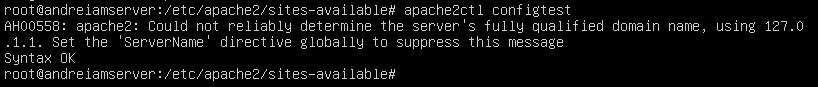 root@andreiamserver:/etc/apache2/sites-available# apache2ctl configtest
AH00558: apache2: Could not reliably determine the server's fully qualified domain name, using 127.0
.1.1. Set the 'ServerName' directive globally to suppress this message
Syntax OK
root@andreiamserver:/etc/apache2/sites-available#